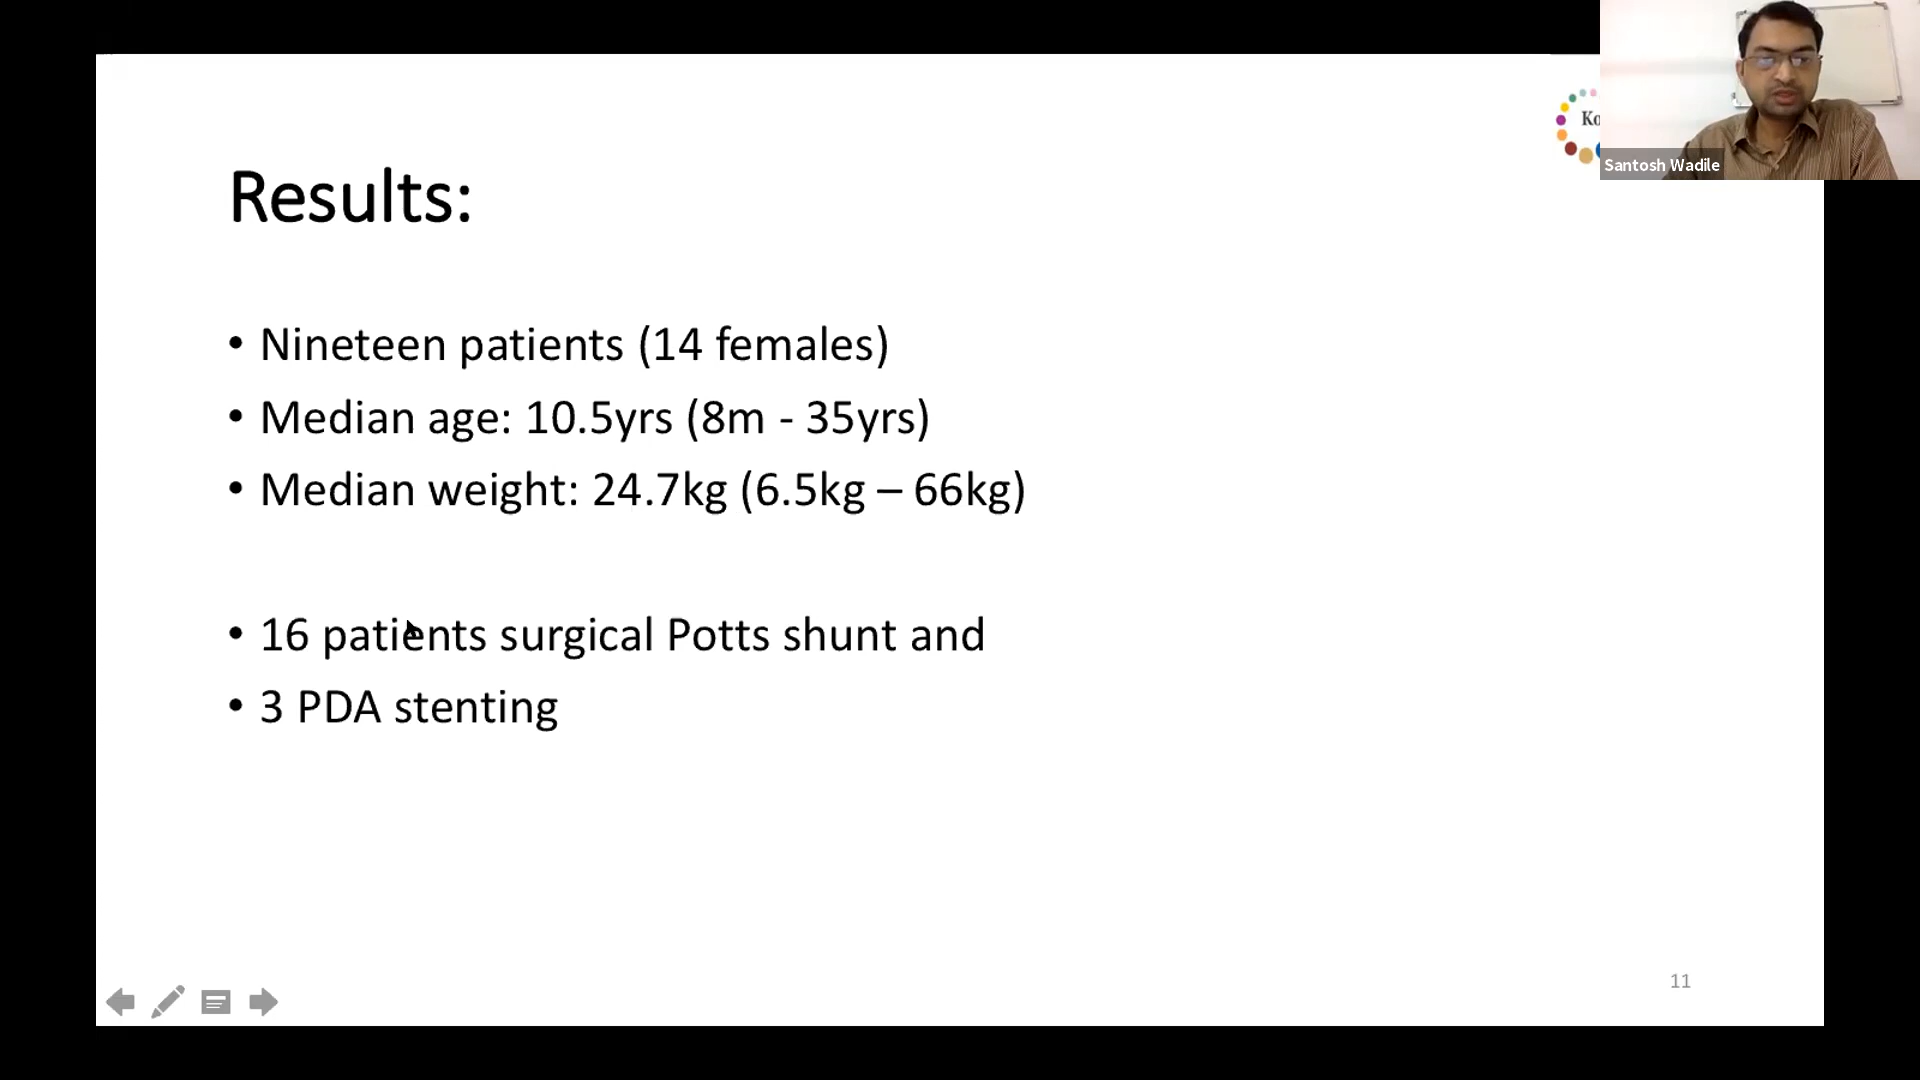 Ko
Santosh Wadile
Results:
• Nineteen patients (14 females)
• Median age: 10.5yrs (8m - 35yrs)
• Median weight: 24.7kg (6.5kg – 66kg)
• 16 patients surgical Potts shunt and
• 3 PDA stenting
11